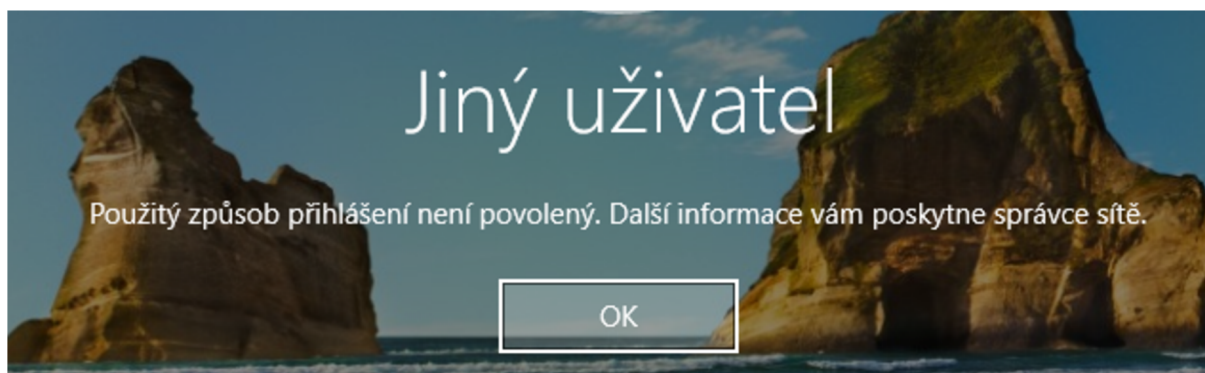 Jiný uživatel
Použitý způsob přihlášení není povolený. Další informace vám poskytne správce sítě.
OK